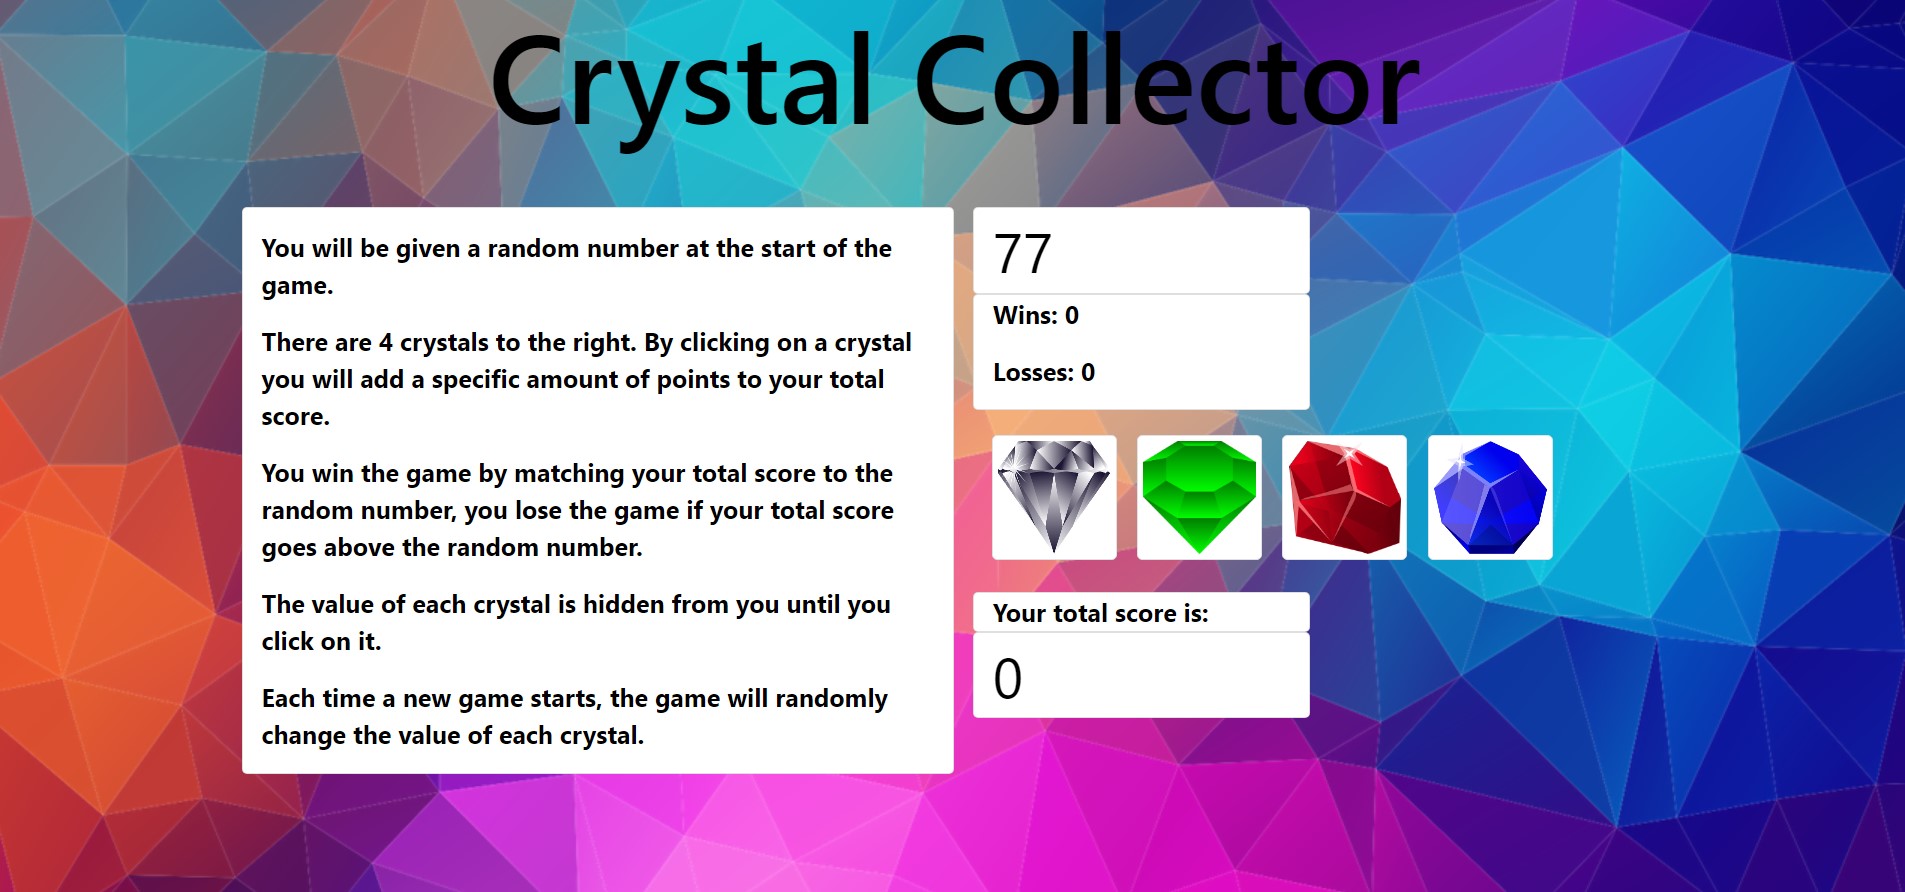 Crystal Collector
You will be given a random number at the start of the
game.
There are 4 crystals to the right. By clicking on a crystal
you will add a specific amount of points to your total
score.
You win the game by matching your total score to the
random number, you lose the game if your total score
goes above the random number.
The value of each crystal is hidden from you until you
click on it.
Each time a new game starts, the game will randomly
change the value of each crystal.
77
Wins: 0
Losses: 0
Your total score is:
0